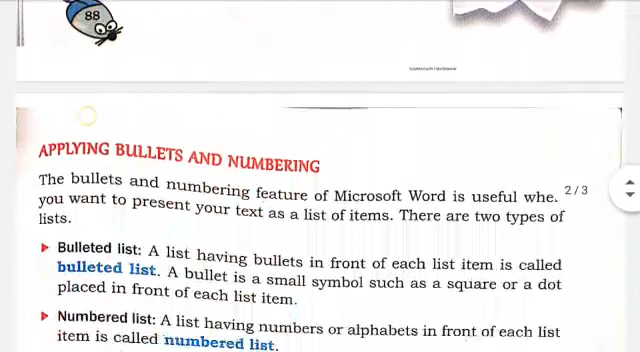 88
Scanned with CamScanner
APPLYING BULLETS AND NUMBERING
The bullets and numbering feature of Microsoft Word is useful whe.
2/3
you want to present your text as a list of items. There are two types of
lists.
Bulleted list: A list having bullets in front of each list item is called
bulleted list. A bullet is a small symbol such as a square or a dot
placed in front of each list item.
Numbered list: A list having numbers or alphabets in front of each list
item is called numbered list.